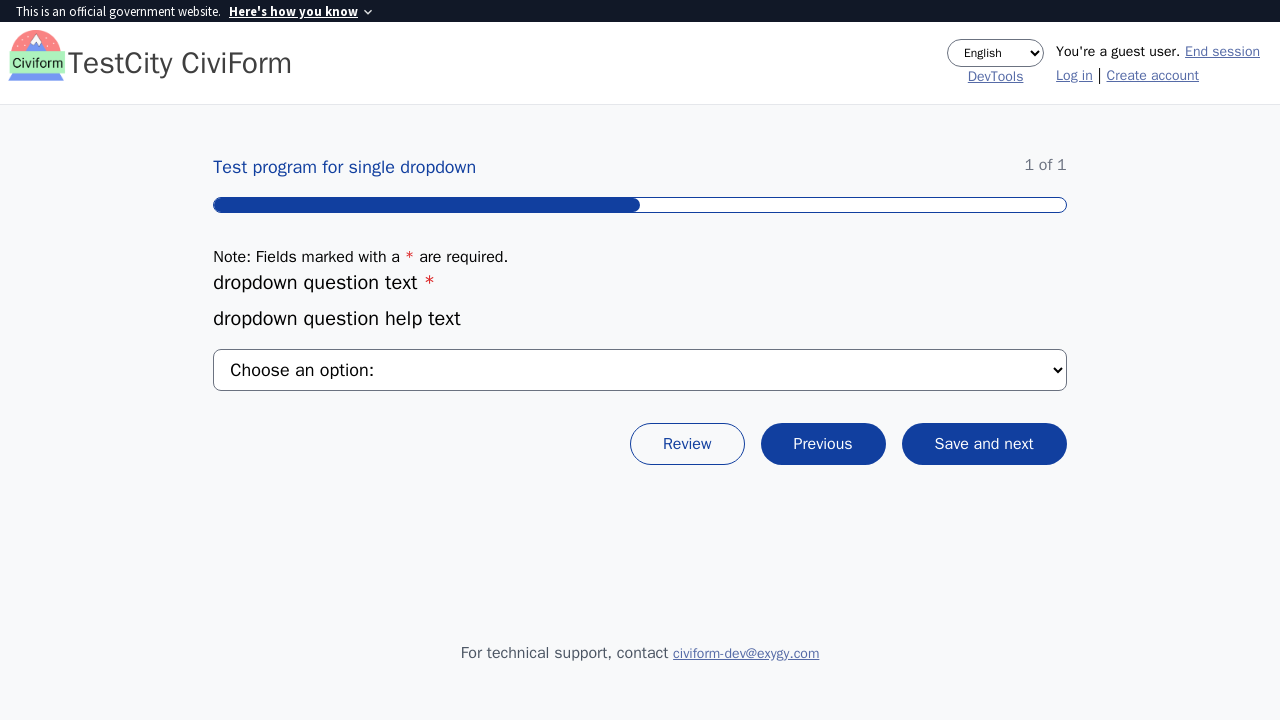 This is an official government website. Here's how you know
Civiform TestCity CiviForm
English
DevTools
You're a guest user. End session
Log in | Create account
Test program for single dropdown
1 of 1
Note: Fields marked with a * are required.
dropdown question text *
dropdown question help text
Choose an option:
Review Previous Save and next
For technical support, contact civiform-dev@exygy.com